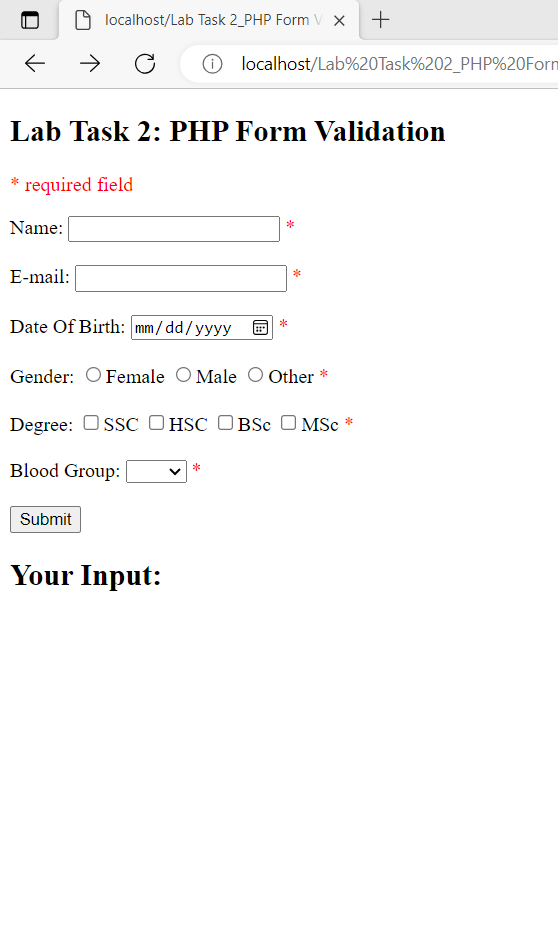 localhost/Lab Task 2_PHP Form V
localhost/Lab%20Task%202_PHP%20Form
Lab Task 2: PHP Form Validation
* required field
Name: *
E-mail: *
Date Of Birth: mm/dd/yyyy *
Gender: Female Male Other *
Degree: SSC HSC BSc MSc *
Blood Group: *
Submit
Your Input: